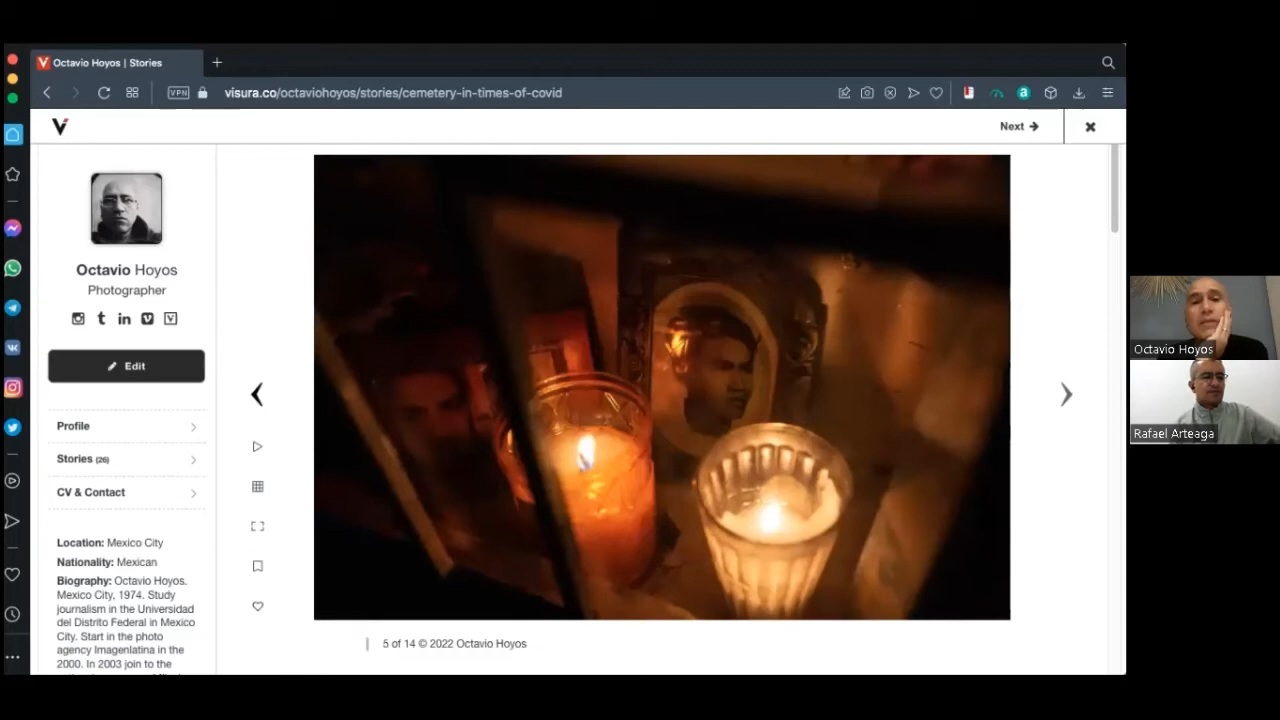 Octavio Hoyos | Stories
VPN
visura.co/octaviohoyos/stories/cemetery-in-times-of-covid
a
V
Next
Octavio Hoyos
Photographer
Edit
Profile
Stories (26)
CV & Contact
Location: Mexico City
Nationality: Mexican
Biography: Octavio Hoyos.
Mexico City, 1974. Study
journalism in the Universidad
del Distrito Federal in Mexico
City. Start in the photo
agency Imagenlatina in the
2000. In 2003 join to the
5 of 14 © 2022 Octavio Hoyos
Octavio Hoyos
Rafael Arteaga